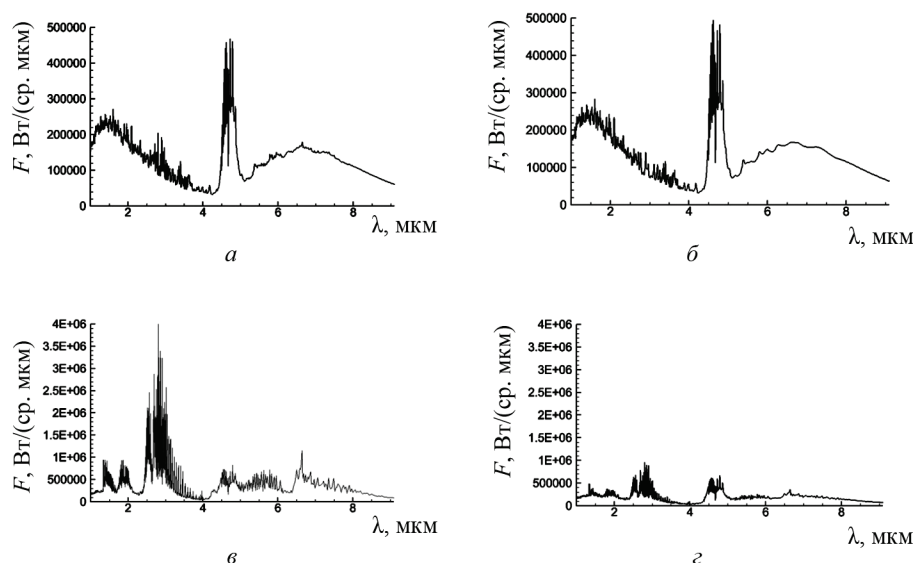 F, Вт/(ср. мкм)
500000
400000
300000
200000
100000
0
2
4
6
8
λ, мкм
а
F, Вт/(ср. мкм)
500000
400000
300000
200000
100000
0
2
4
6
8
λ, мкм
б
F, Вт/(ср. мкм)
4E+06
3.5E+06
3E+06
2.5E+06
2E+06
1.5E+06
1E+06
500000
0
2
4
6
8
λ, мкм
в
F, Вт/(ср. мкм)
4E+06
3.5E+06
3E+06
2.5E+06
2E+06
1.5E+06
1E+06
500000
0
2
4
6
8
λ, мкм
г